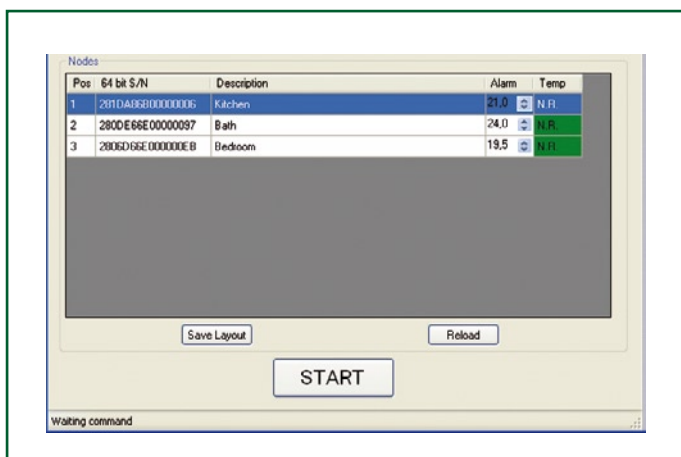 Nodes
Pos 64 bit S/N Description Alarm Temp
1 281DA86B00000006 Kitchen 21,0 N.R.
2 280DE66E00000097 Bath 24,0 N.R.
3 2806D66E000000EB Bedroom 19,5 N.R.
Save Layout Reload
START
Waiting command